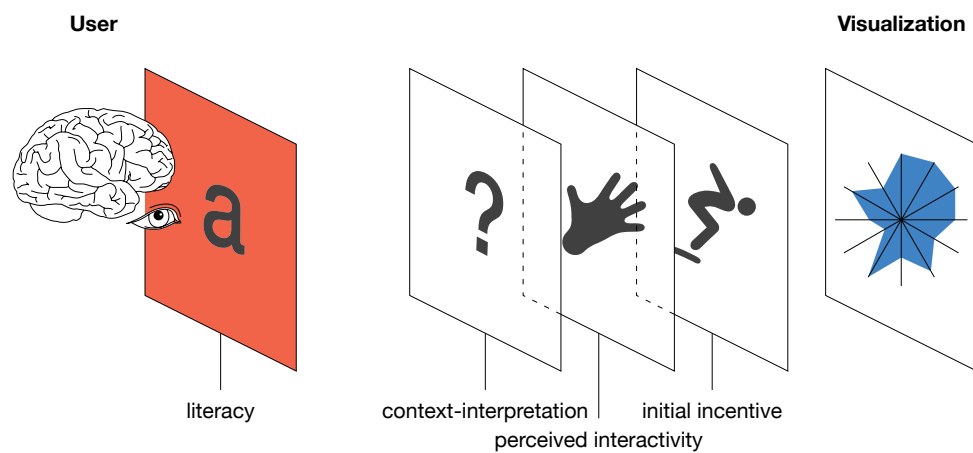 User
Visualization
a
?
literacy
context-interpretation
initial incentive
perceived interactivity